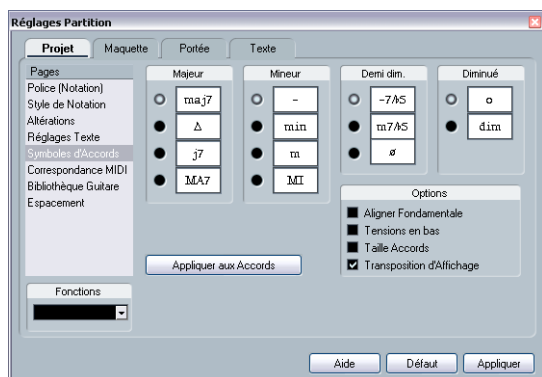 Réglages Partition
Projet
Maquette
Portée
Texte
Pages
Police (Notation)
Style de Notation
Altérations
Réglages Texte
Symboles d'Accords
Correspondance MIDI
Bibliothèque Guitare
Espacement
Fonctions
Majeur
maj7
Δ
j7
MA7
Mineur
-
min
m
MI
Demi dim.
-7/b5
m7/b5
ø
Diminué
o
dim
Options
Aligner Fondamentale
Tensions en bas
Taille Accords
Transposition d'Affichage
Appliquer aux Accords
Aide
Défaut
Appliquer